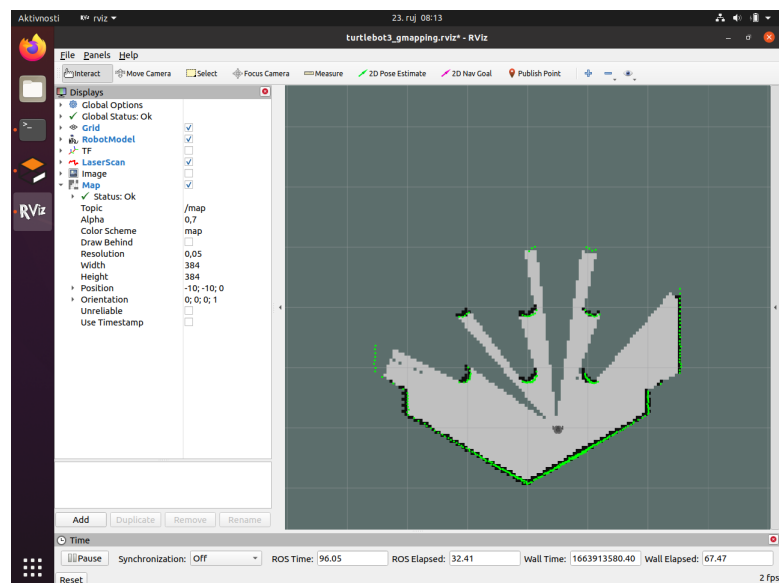 Aktivnosti rviz 23. ruj 08:13
turtlebot3_gmapping.rviz* - RViz
File Panels Help
Interact Move Camera Select Focus Camera Measure 2D Pose Estimate 2D Nav Goal Publish Point
Displays
Global Options
Global Status: Ok
Grid
RobotModel
TF
LaserScan
Image
Map
Status: Ok
Topic /map
Alpha 0,7
Color Scheme map
Draw Behind
Resolution 0,05
Width 384
Height 384
Position -10; -10; 0
Orientation 0; 0; 0; 1
Unreliable
Use Timestamp
RViz
Add Duplicate Remove Rename
Time
Pause Synchronization: Off ROS Time: 96.05 ROS Elapsed: 32.41 Wall Time: 1663913580.40 Wall Elapsed: 67.47
Reset 2 fps